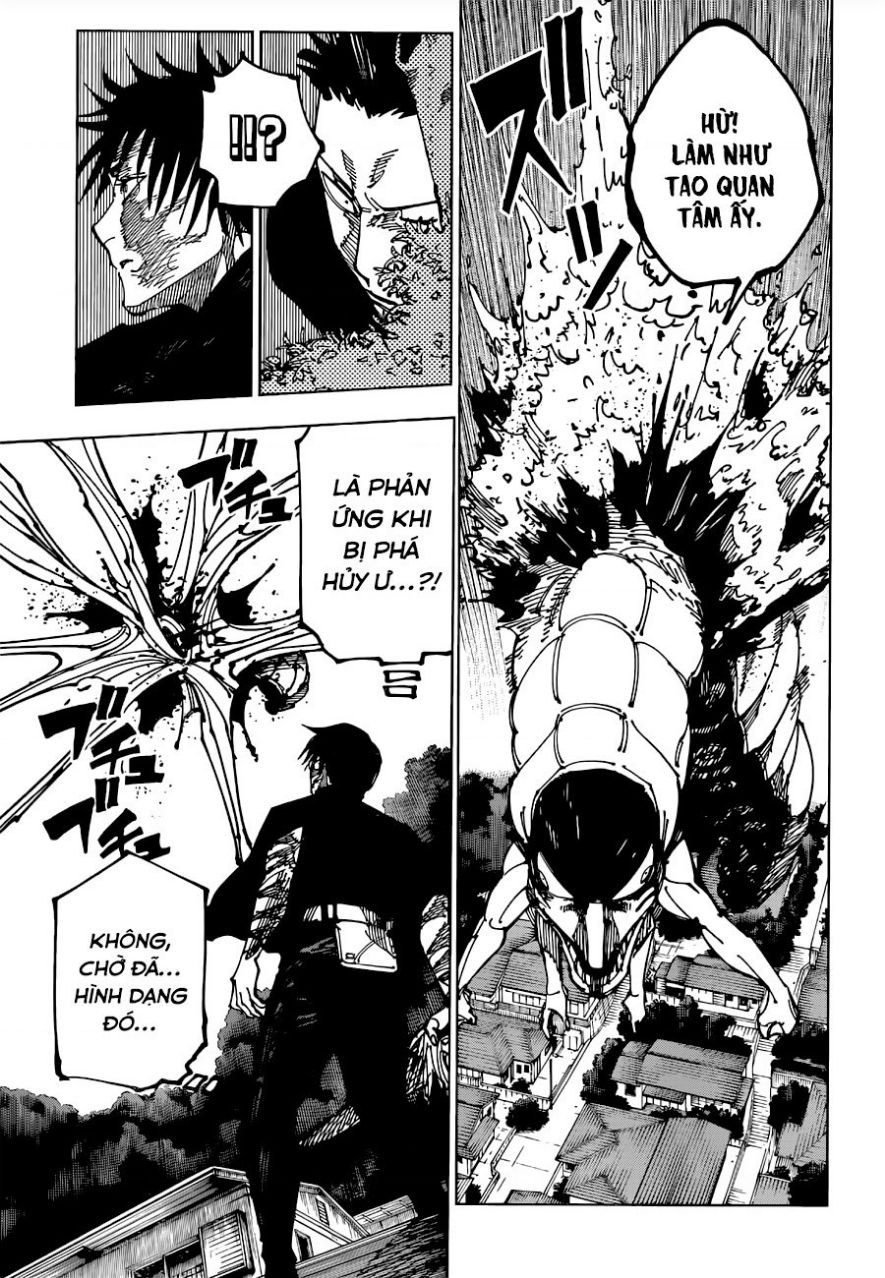 HỪ!
LÀM NHƯ
TAO QUAN
TÂM ẤY.
ズズ
!!!?
LÀ PHẢN
ỨNG KHI
BỊ PHÁ
HỦY Ư...?!
ブチュ
ブチュ
ブチュ
KHÔNG,
CHỜ ĐÃ...
HÌNH DẠNG
ĐÓ...